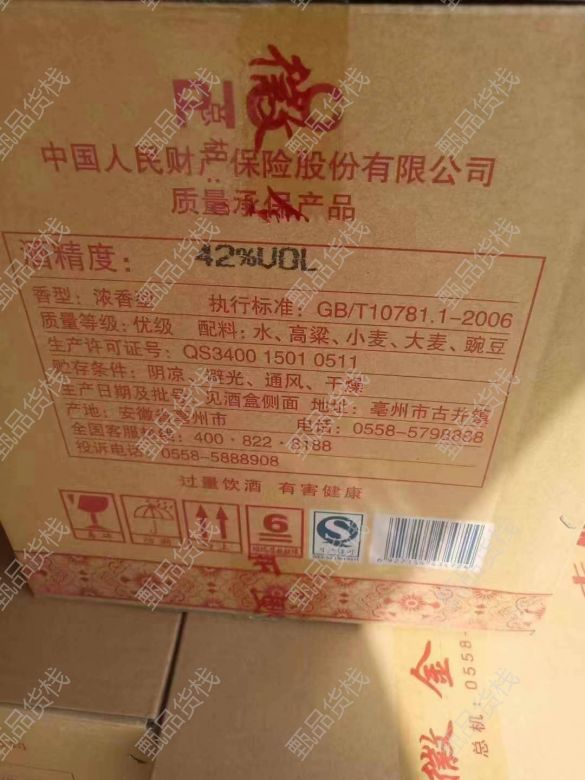 徽
中国人民财产保险股份有限公司
质量承保产品
酒精度: 42%VOL
香型: 浓香型 执行标准: GB/T10781.1-2006
质量等级: 优级 配料: 水、高粱、小麦、大麦、豌豆
生产许可证号: QS3400 1501 0511
贮存条件: 阴凉、避光、通风、干燥
生产日期及批号: 见酒盒侧面 地址: 亳州市古井镇
产地: 安徽省亳州市 电话: 0558-5798888
全国客服热线: 400·822·8188
投诉电话: 0558-5888908
过量饮酒 有害健康
6
徽 金
总机: 0558-
甄品货栈